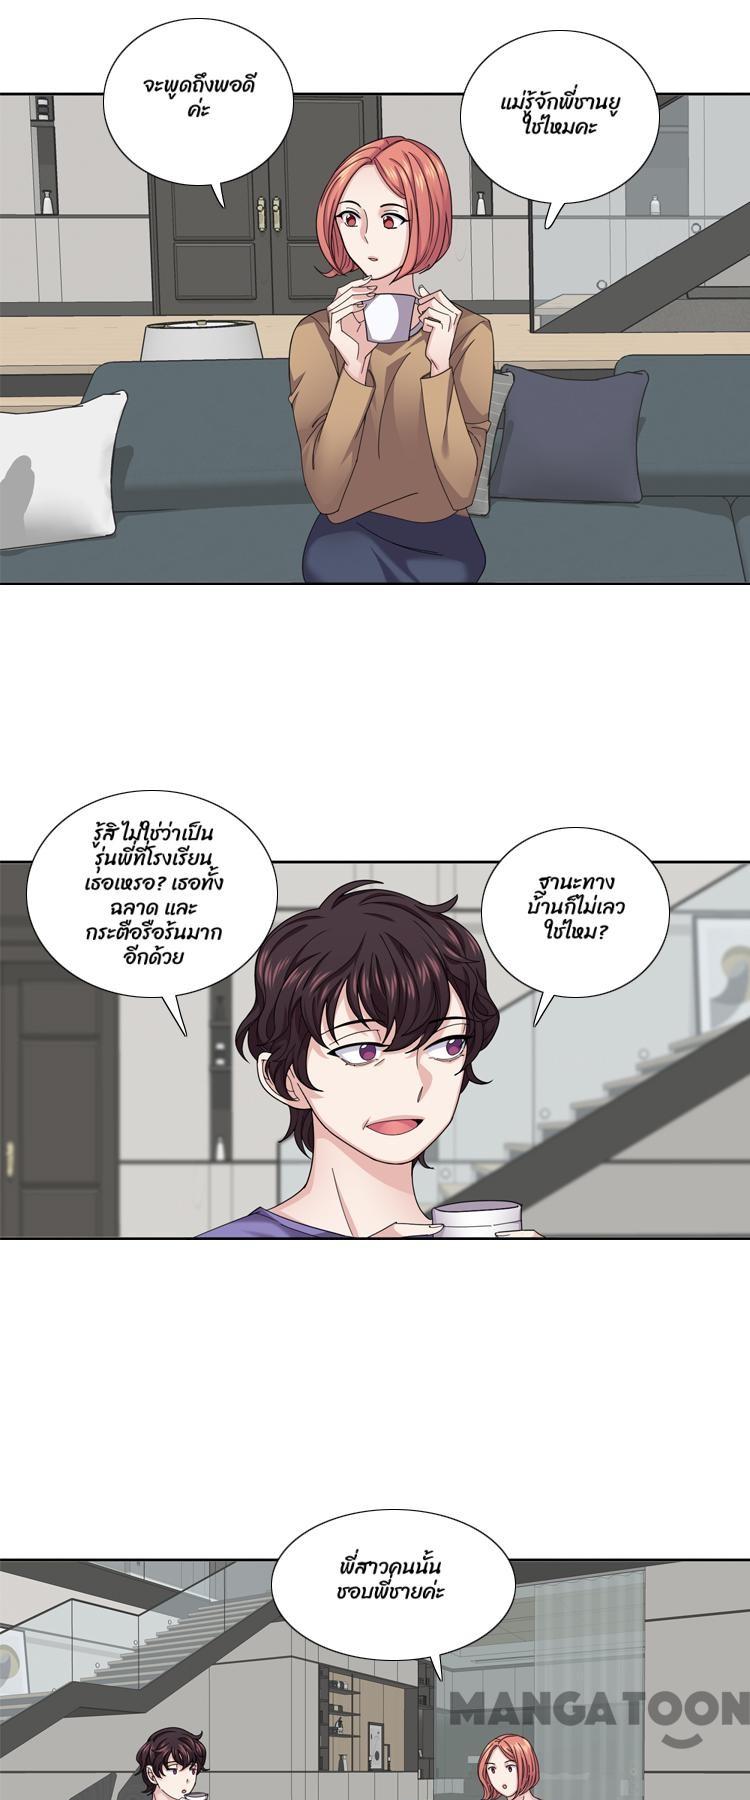 จะพูดถึงพอดี
ค่ะ
แม่รู้จักพี่ชานยู
ใช่ไหมคะ
รู้สิ ไม่ใช่ว่าเป็น
รุ่นพี่ที่โรงเรียน
เธอเหรอ? เธอทั้ง
ฉลาด และ
กระตือรือร้นมาก
อีกด้วย
ฐานะทาง
บ้านก็ไม่เลว
ใช่ไหม?
พี่สาวคนนั้น
ชอบพี่ชายค่ะ
MANGATOON